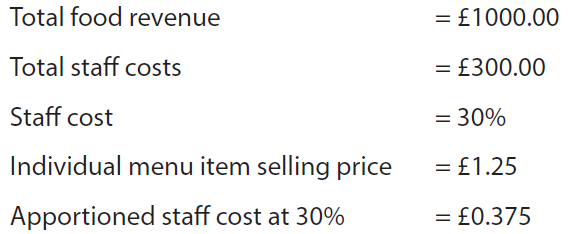 Total food revenue = £1000.00
Total staff costs = £300.00
Staff cost = 30%
Individual menu item selling price = £1.25
Apportioned staff cost at 30% = £0.375